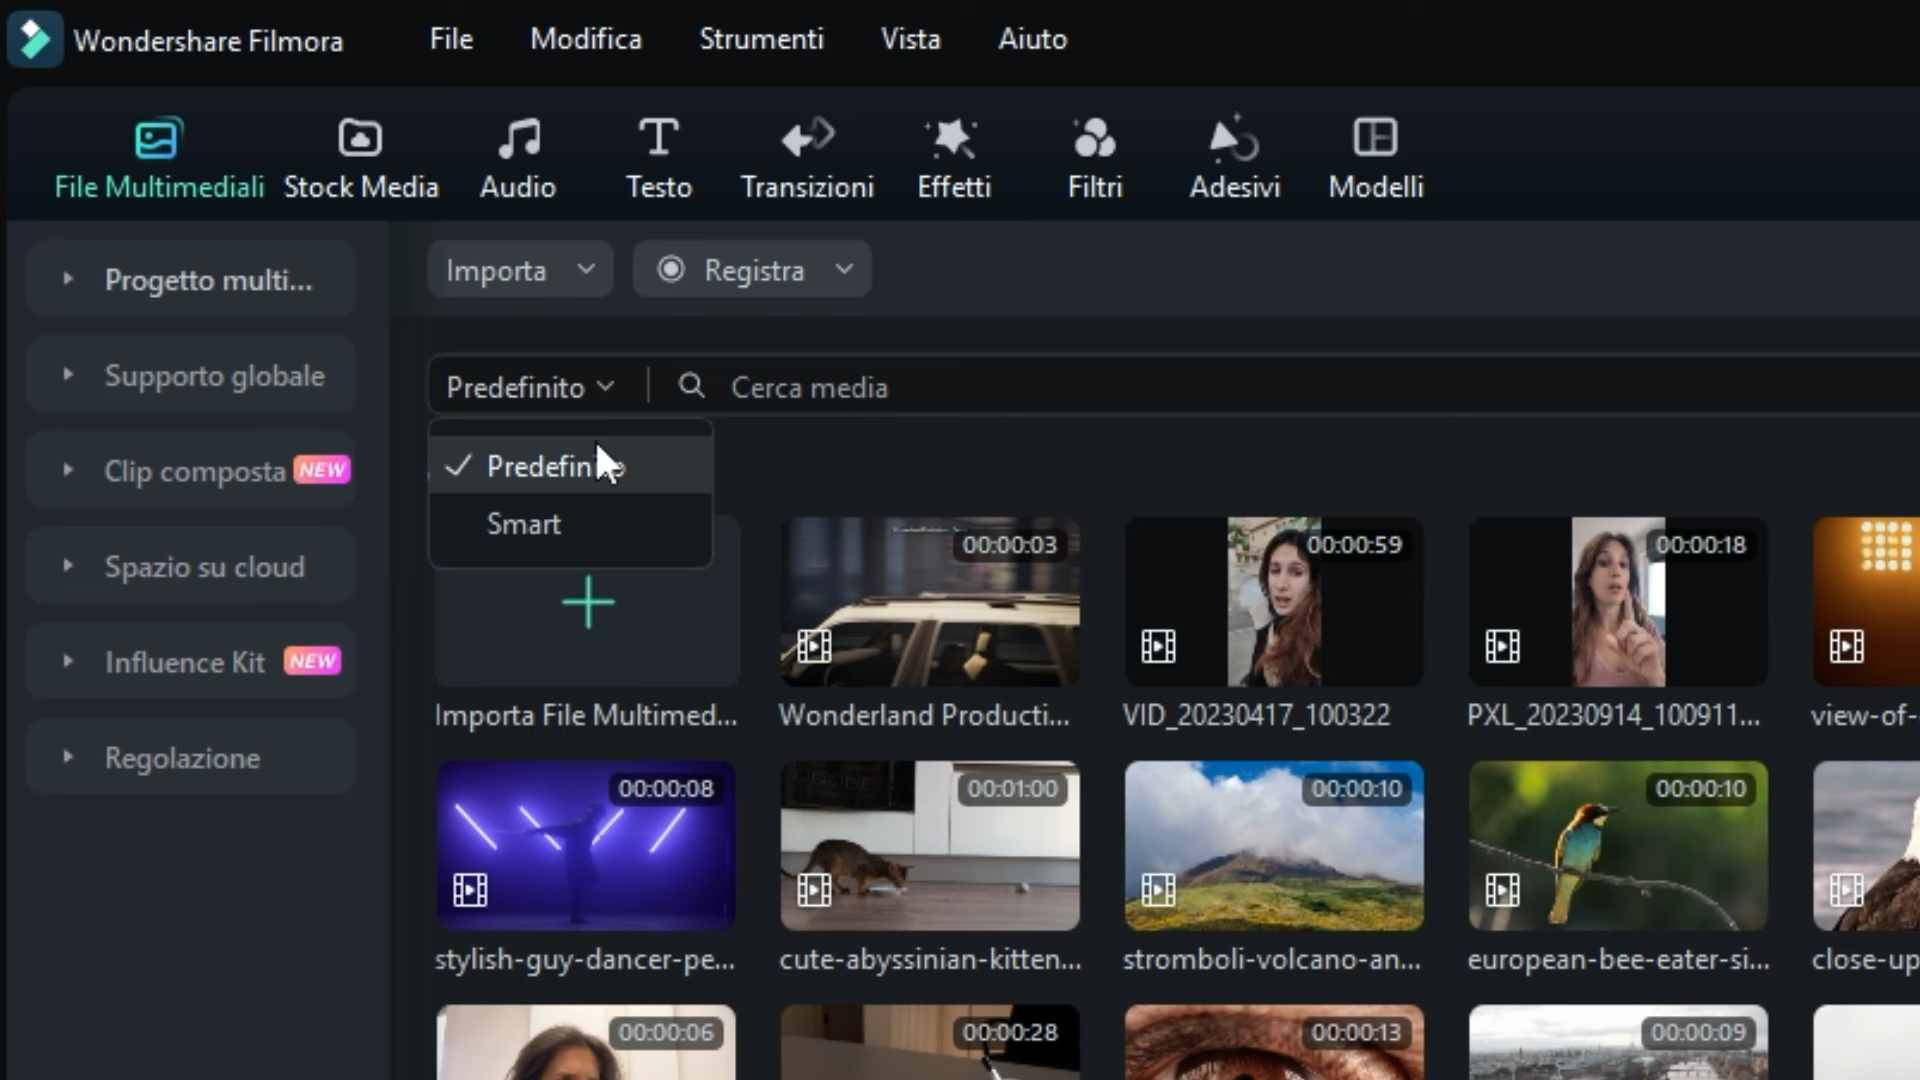 Wondershare Filmora
File Modifica Strumenti Vista Aiuto
File Multimediali Stock Media Audio Testo Transizioni Effetti Filtri Adesivi Modelli
Progetto multi...
Supporto globale
Clip composta NEW
Spazio su cloud
Influence Kit NEW
Regolazione
Importa Registra
Predefinito Cerca media
Predefinito
Smart
00:00:03 00:00:59 00:00:18
Importa File Multimed... Wonderland Producti... VID_20230417_100322 PXL_20230914_100911... view-of-
00:00:08 00:01:00 00:00:10 00:00:10
stylish-guy-dancer-pe... cute-abyssinian-kitten... stromboli-volcano-an... european-bee-eater-si... close-up
00:00:06 00:00:28 00:00:13 00:00:09